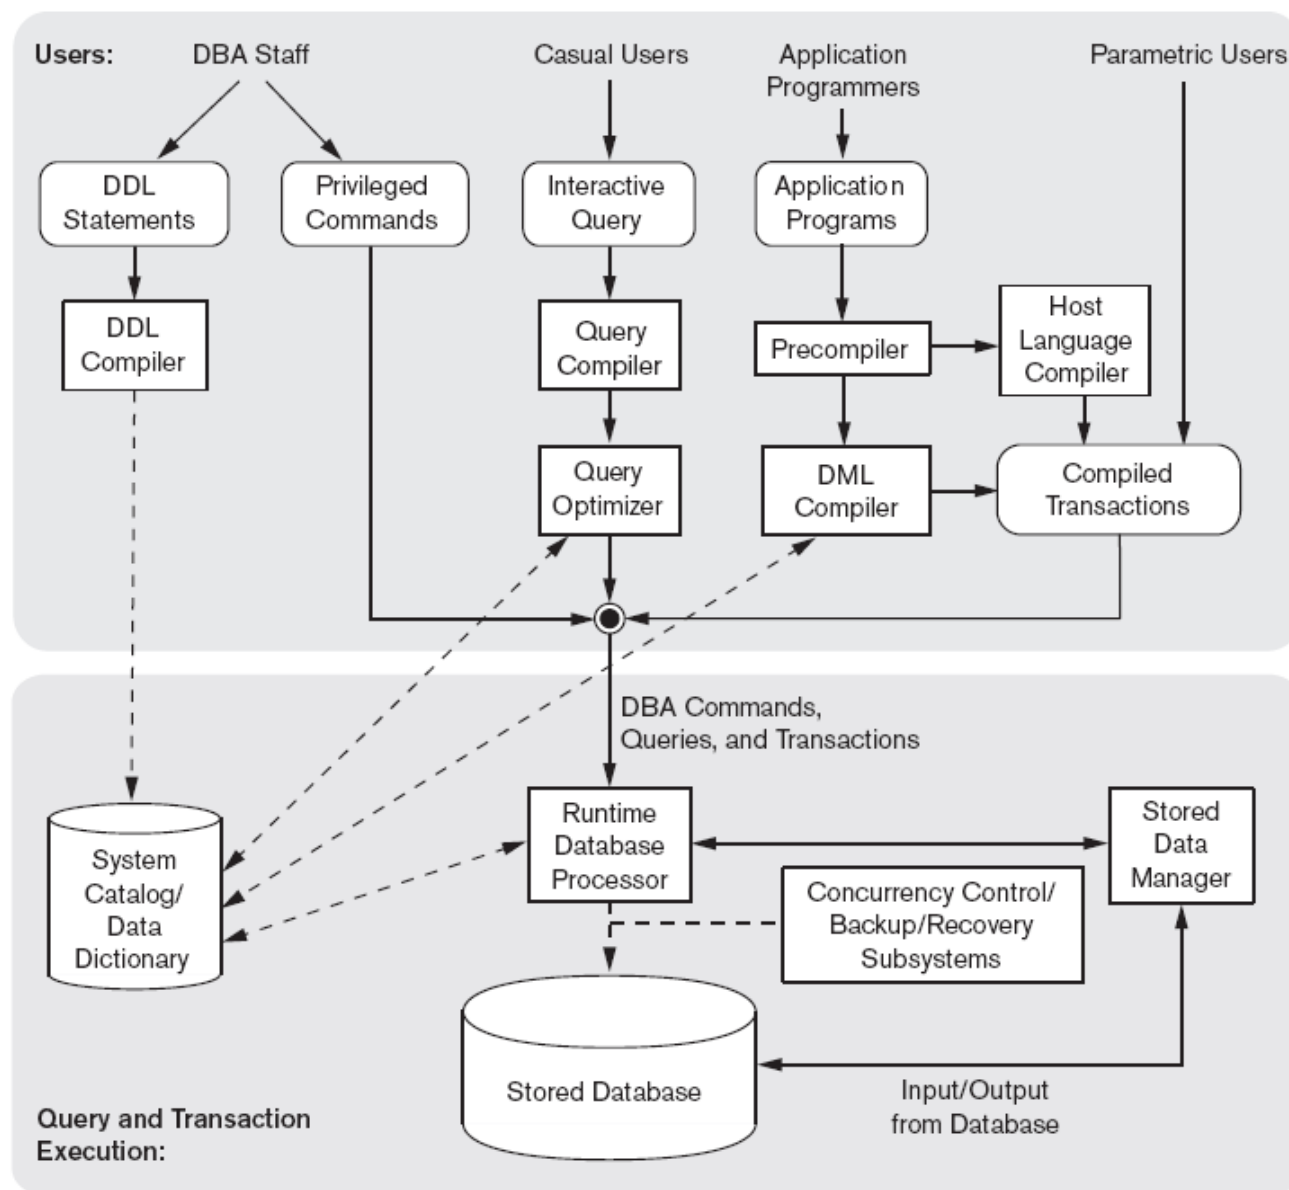 Users:
DBA Staff
Casual Users
Application
Programmers
Parametric Users
DDL
Statements
Privileged
Commands
Interactive
Query
Application
Programs
DDL
Compiler
Query
Compiler
Precompiler
Host
Language
Compiler
Query
Optimizer
DML
Compiler
Compiled
Transactions
DBA Commands,
Queries, and Transactions
System
Catalog/
Data
Dictionary
Runtime
Database
Processor
Stored
Data
Manager
Concurrency Control/
Backup/Recovery
Subsystems
Stored Database
Input/Output
from Database
Query and Transaction
Execution: